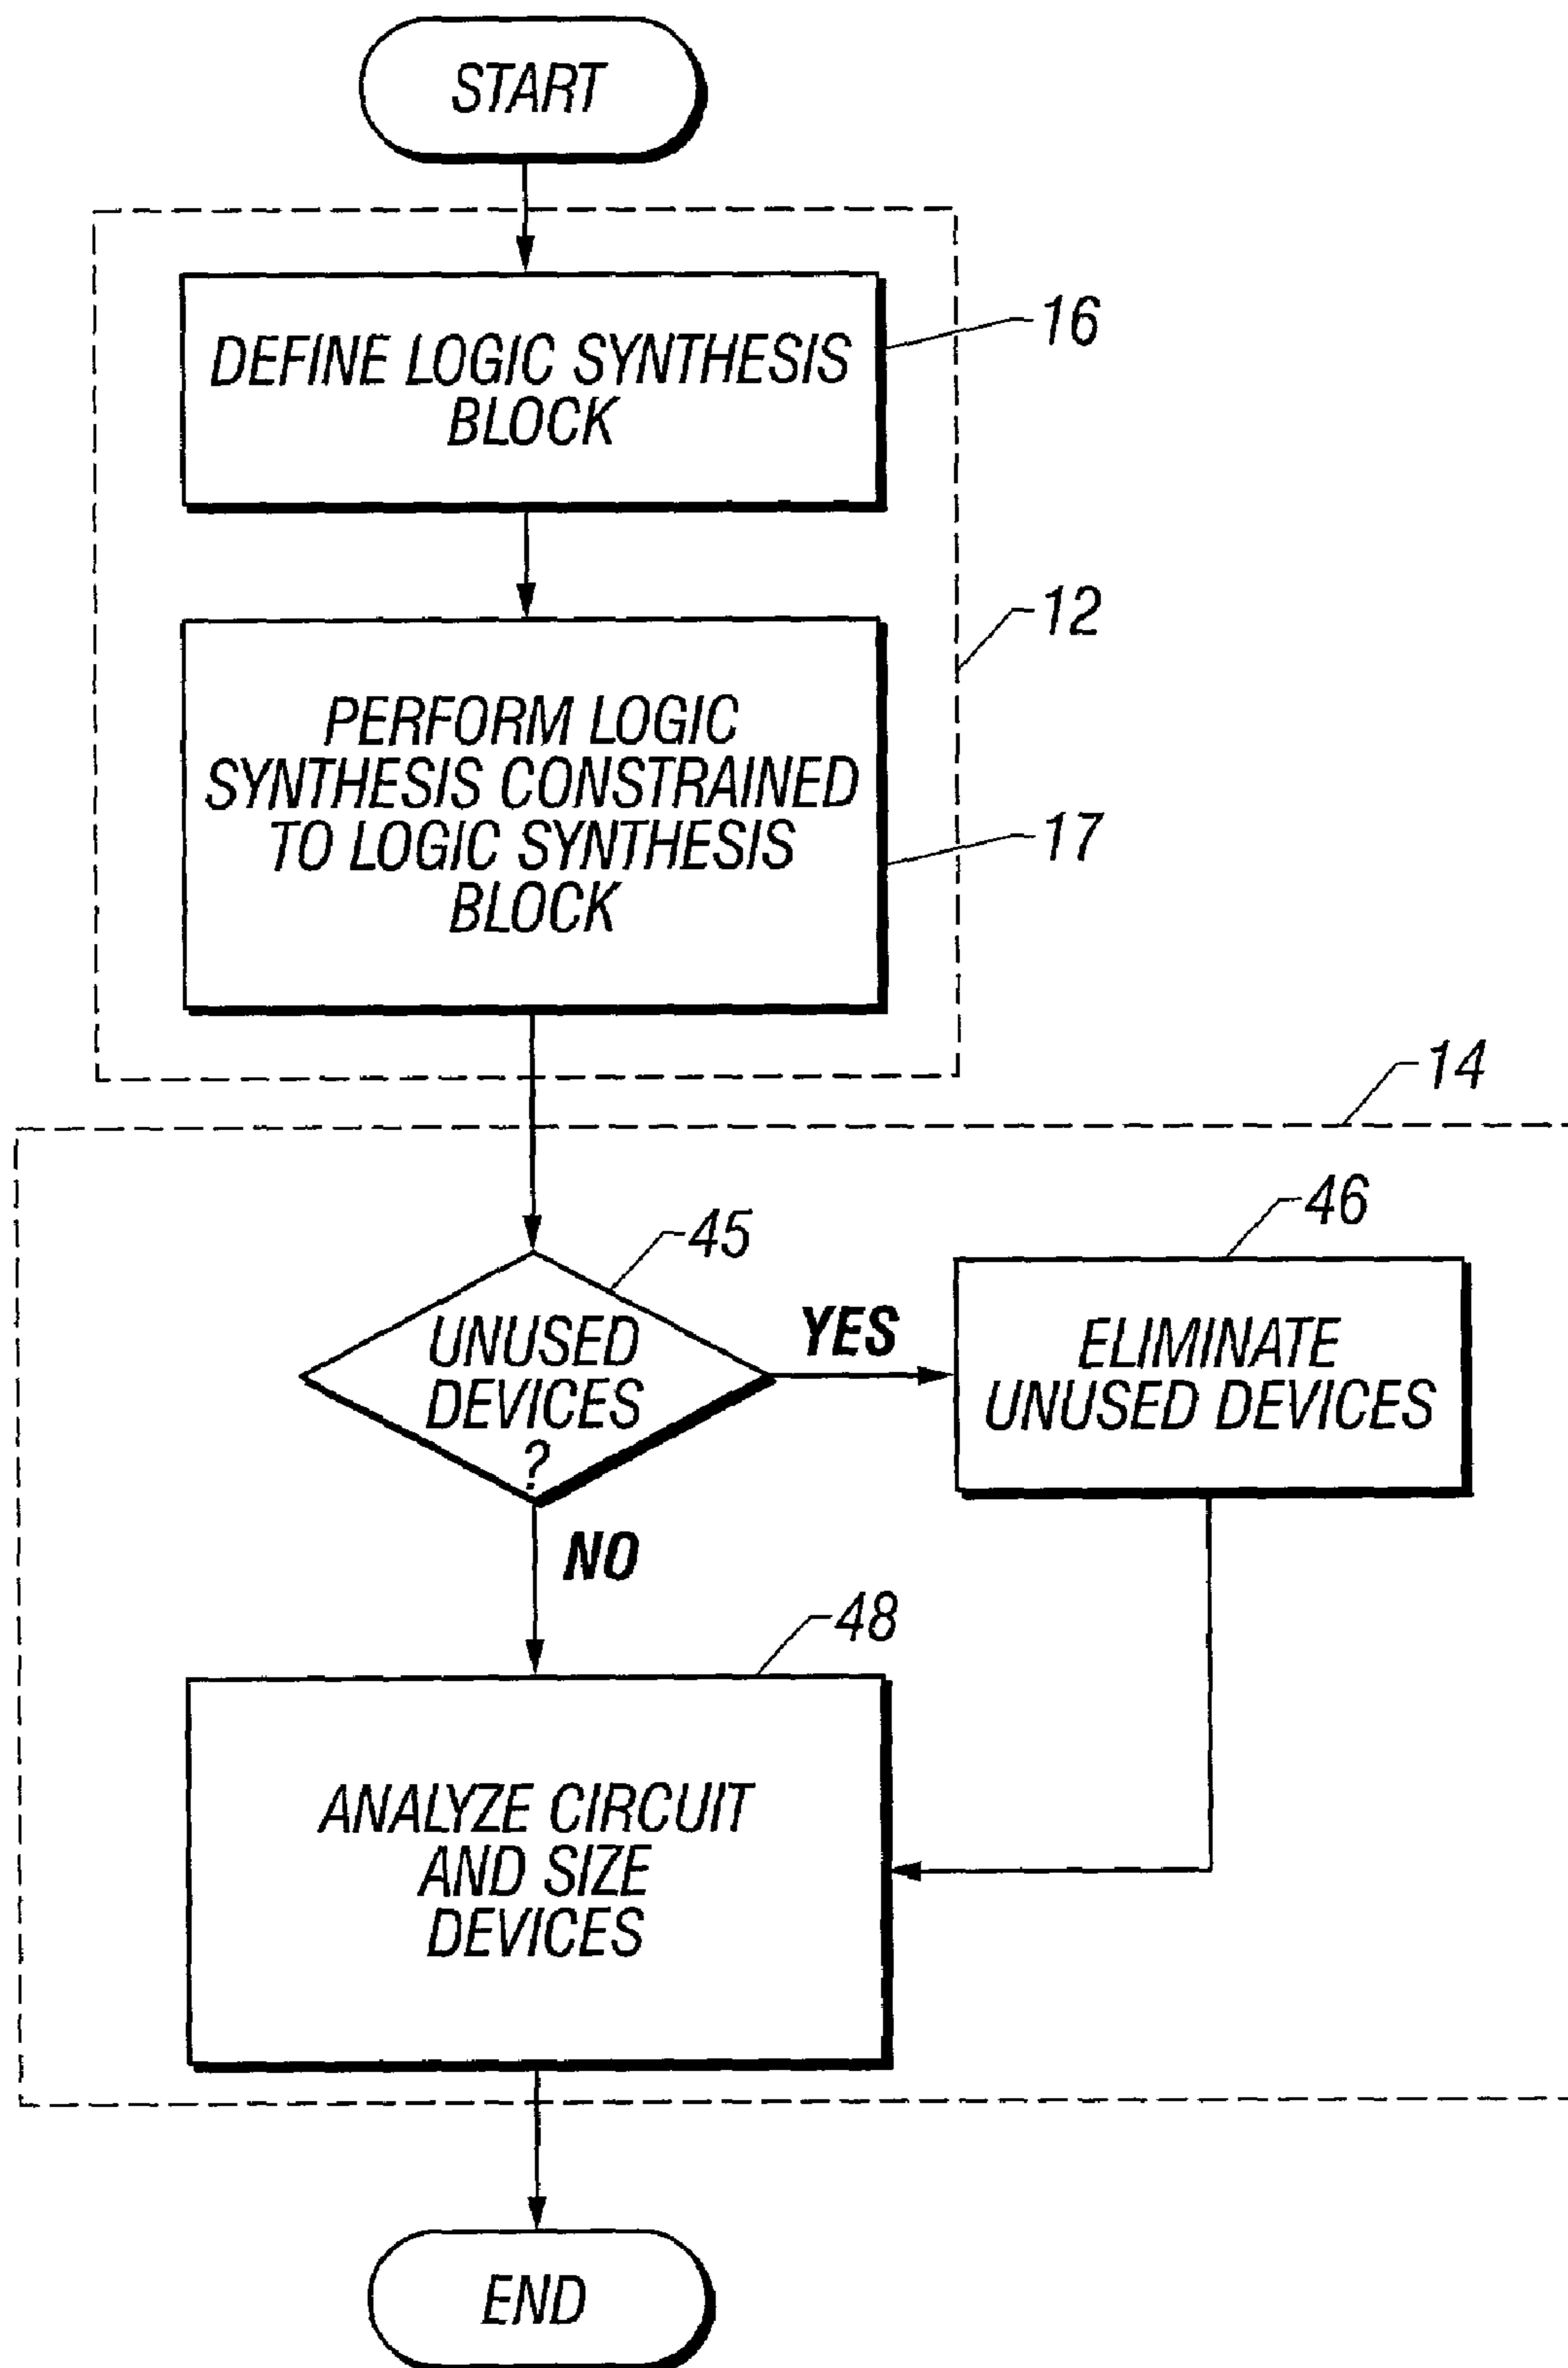 START
DEFINE LOGIC SYNTHESIS
BLOCK
16
12
PERFORM LOGIC
SYNTHESIS CONSTRAINED
TO LOGIC SYNTHESIS
BLOCK
17
14
45
46
UNUSED
DEVICES
?
YES
ELIMINATE
UNUSED DEVICES
NO
48
ANALYZE CIRCUIT
AND SIZE
DEVICES
END